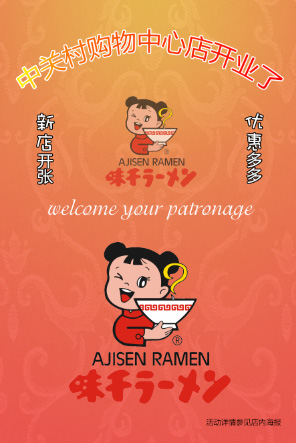 中关村购物中心店开业了
新店开张
优惠多多
AJISEN RAMEN
味千ラーメン
welcome your patronage
®
AJISEN RAMEN
味千ラーメン
活动详情参见店内海报